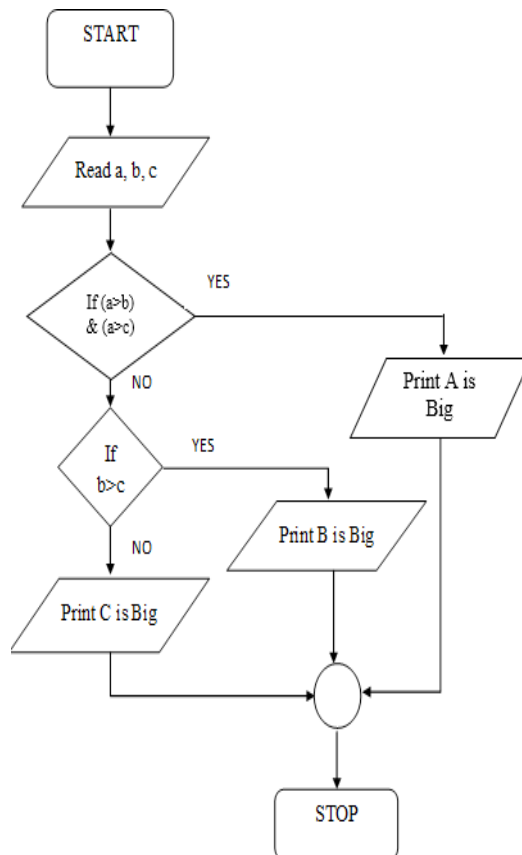 START
Read a, b, c
If (a>b)
& (a>c)
YES
Print A is
Big
NO
If
b>c
YES
Print B is Big
NO
Print C is Big
STOP